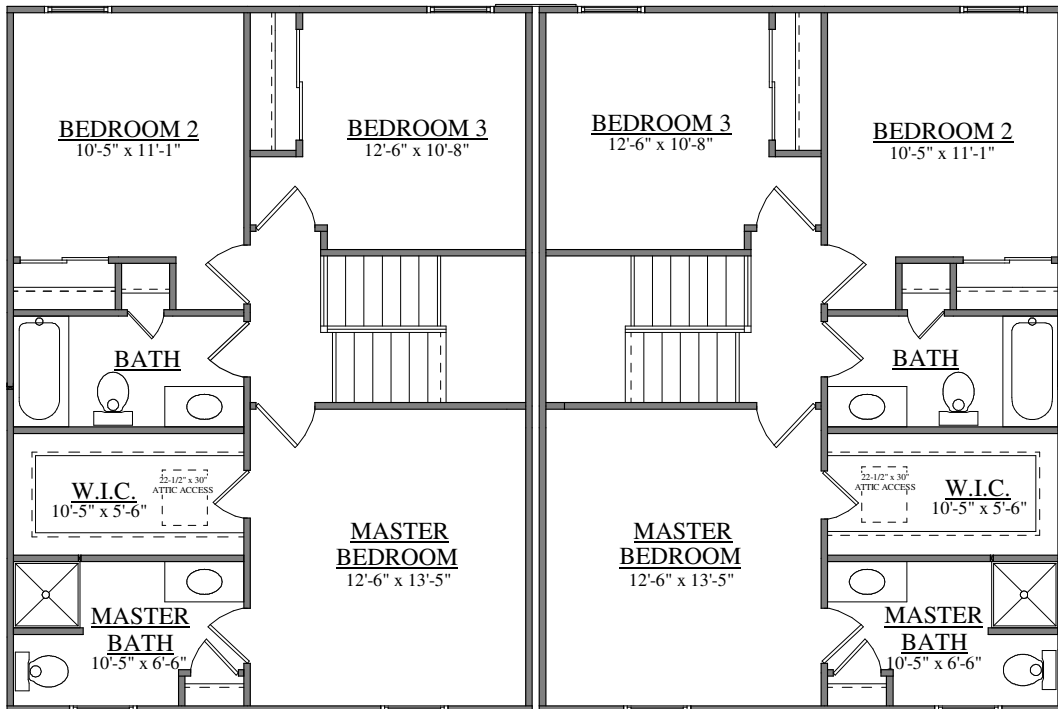 BEDROOM 2
10'-5" x 11'-1"
BEDROOM 3
12'-6" x 10'-8"
BEDROOM 3
12'-6" x 10'-8"
BEDROOM 2
10'-5" x 11'-1"
BATH
BATH
W.I.C.
10'-5" x 5'-6"
22-1/2" x 30"
ATTIC ACCESS
22-1/2" x 30"
ATTIC ACCESS
W.I.C.
10'-5" x 5'-6"
MASTER
BEDROOM
12'-6" x 13'-5"
MASTER
BEDROOM
12'-6" x 13'-5"
MASTER
BATH
10'-5" x 6'-6"
MASTER
BATH
10'-5" x 6'-6"